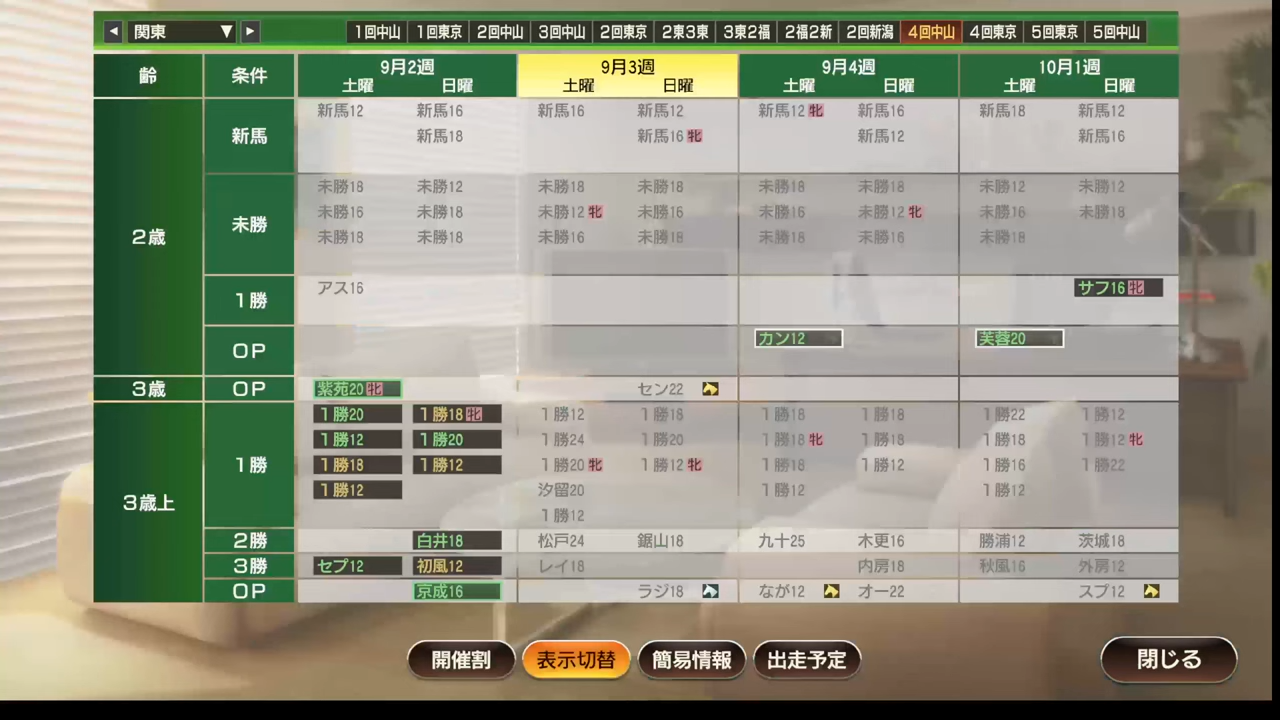 ◀ 関東 ▼ ▶ 1回中山 1回東京 2回中山 3回中山 2回東京 2東3東 3東2福 2福2新 2回新潟 4回中山 4回東京 5回東京 5回中山
齢 条件 9月2週 9月3週 9月4週 10月1週
土曜 日曜 土曜 日曜 土曜 日曜 土曜 日曜
新馬12 新馬16 新馬16 新馬12 新馬12 牝 新馬16 新馬18 新馬12
新馬 新馬18 新馬16 牝 新馬12 新馬16
未勝18 未勝12 未勝18 未勝18 未勝18 未勝18 未勝12 未勝12
未勝 未勝16 未勝18 未勝12 牝 未勝16 未勝16 未勝12 牝 未勝16 未勝18
2歳 未勝18 未勝18 未勝16 未勝18 未勝18 未勝16 未勝18
1勝 アス16 サフ16 牝
OP カン12 芙蓉20
3歳 OP 紫苑20 牝 セン22
1勝20 1勝18 牝 1勝12 1勝16 1勝18 1勝18 1勝22 1勝12
1勝12 1勝20 1勝24 1勝20 1勝18 牝 1勝18 1勝18 1勝12 牝
1勝 1勝18 1勝12 1勝20 牝 1勝12 牝 1勝18 1勝12 1勝16 1勝22
3歳上 1勝12 汐留20 1勝12 1勝12
1勝12
2勝 白井18 松戸24 鋸山18 九十25 木更16 勝浦12 茨城18
3勝 セプ12 初風12 レイ18 内房18 秋風16 外房12
OP 京成16 ラジ18 なが12 オー22 スプ12
開催割 表示切替 簡易情報 出走予定 閉じる